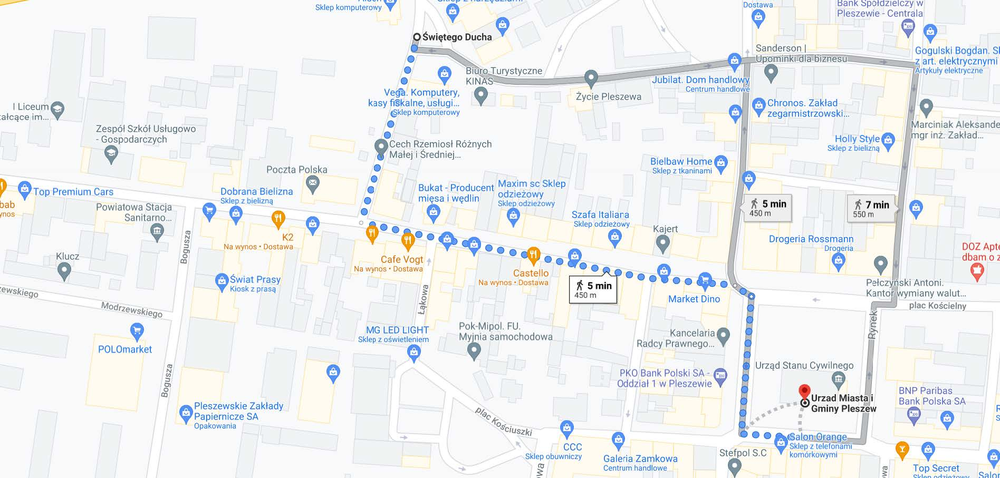 Sklep komputerowy
Dostawa
Bank Spółdzielczy w
Pleszewie - Centrala
Świętego Ducha
Sanderson |
Upominki dla biznesu
Gogulski Bogdan.
z art. elektrycznymi
Artykuły elektryczne
Biuro Turystyczne
KINAS
Jubilat. Dom handlowy
Centrum handlowe
Vega. Komputery,
kasy fiskalne, usługi...
Sklep komputerowy
Życie Pleszewa
Chronos. Zakład
zegarmistrzowski...
I Liceum
tałcące im...
Zespół Szkół Usługowo
- Gospodarczych
Marciniak Aleksande
mgr inż. Zakład...
Holly Style
Sklep z bielizną
Cech Rzemiosł Różnych
Małej i Średniej...
Bielbaw Home
Sklep z tkaninami
Poczta Polska
Top Premium Cars
Dobrana Bielizna
Sklep z bielizną
Bukat - Producent
mięsa i wędlin
Maxim sc Sklep
odzieżowy
Sklep odzieżowy
bab
ynos
Powiatowa Stacja
Sanitarno...
5 min
450 m
7 min
550 m
Szafa Italiana
Sklep odzieżowy
Kajert
K2
Na wynos • Dostawa
Bogusza
Drogeria Rossmann
Drogeria
DOZ Apte
dbam o z
Klucz
Cafe Vogt
Na wynos • Dostawa
Castello
Na wynos • Dostawa
Świat Prasy
Kiosk z prasą
5 min
450 m
Pełczyński Antoni.
Kantor wymiany walut...
Market Dino
plac Kościelny
zewskiego
Modrzewskiego
Łąkowa
Rynek
MG LED LIGHT
Sklep z oświetleniem
Pok-Mipol. FU.
Myjnia samochodowa
Kancelaria
Radcy Prawnego...
POLOmarket
Urząd Stanu Cywilnego
Bogusza
PKO Bank Polski SA -
Oddział 1 w Pleszewie
Urzad Miasta i
Gminy Pleszew
BNP Paribas
Bank Polska SA
Pleszewskie Zakłady
Papiernicze SA
Opakowania
plac Kościuszki
Salon Orange
Sklep z telefonami
komórkowymi
CCC
Sklep obuwniczy
Galeria Zamkowa
Centrum handlowe
Stefpol S.C
Top Secret
Sklep odzieżowy
Salon
owa
wa